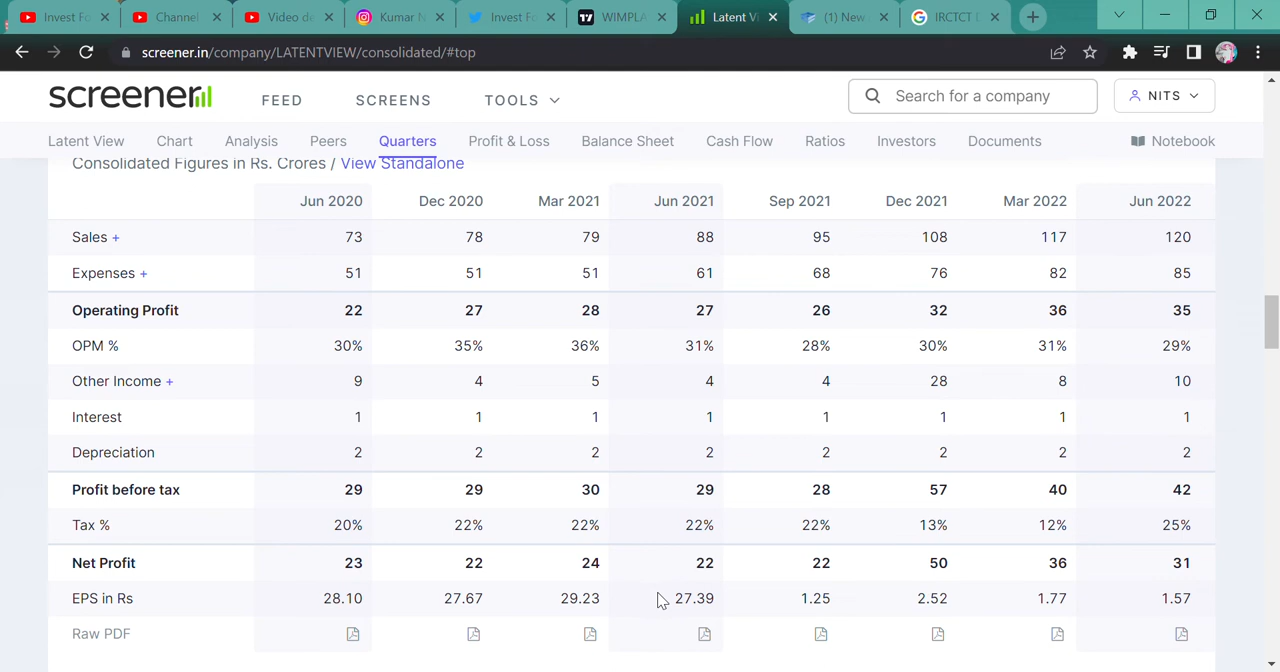 Invest Fo
Channel
Video de
Kumar N
Invest Fo
WIMPLA
Latent Vi
(1) New
IRCTCT
screener.in/company/LATENTVIEW/consolidated/#top
screener
FEED
SCREENS
TOOLS
Search for a company
NITS
Latent View
Chart
Analysis
Peers
Quarters
Profit & Loss
Balance Sheet
Cash Flow
Ratios
Investors
Documents
Notebook
Consolidated Figures in Rs. Crores / View Standalone
Jun 2020 Dec 2020 Mar 2021 Jun 2021 Sep 2021 Dec 2021 Mar 2022 Jun 2022
Sales + 73 78 79 88 95 108 117 120
Expenses + 51 51 51 61 68 76 82 85
Operating Profit 22 27 28 27 26 32 36 35
OPM % 30% 35% 36% 31% 28% 30% 31% 29%
Other Income + 9 4 5 4 4 28 8 10
Interest 1 1 1 1 1 1 1 1
Depreciation 2 2 2 2 2 2 2 2
Profit before tax 29 29 30 29 28 57 40 42
Tax % 20% 22% 22% 22% 22% 13% 12% 25%
Net Profit 23 22 24 22 22 50 36 31
EPS in Rs 28.10 27.67 29.23 27.39 1.25 2.52 1.77 1.57
Raw PDF